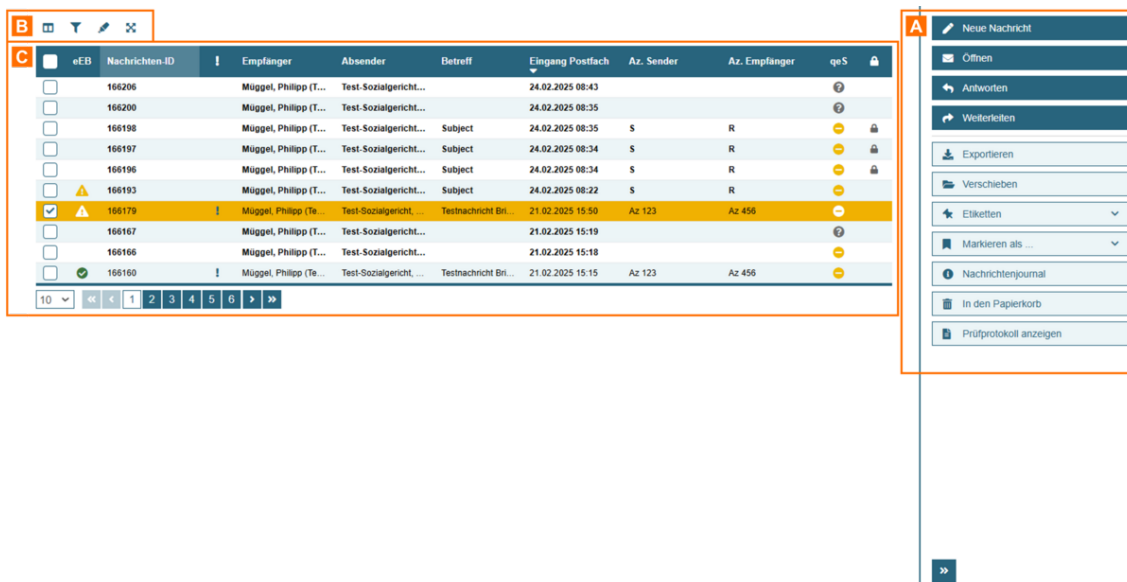 B
C
eEB Nachrichten-ID ! Empfänger Absender Betreff Eingang Postfach Az. Sender Az. Empfänger qeS
166206 Müggel, Philipp (T... Test-Sozialgericht... 24.02.2025 08:43
166200 Müggel, Philipp (T... Test-Sozialgericht... 24.02.2025 08:35
166198 Müggel, Philipp (T... Test-Sozialgericht... Subject 24.02.2025 08:35 S R
166197 Müggel, Philipp (T... Test-Sozialgericht... Subject 24.02.2025 08:34 S R
166196 Müggel, Philipp (T... Test-Sozialgericht... Subject 24.02.2025 08:34 S R
166193 Müggel, Philipp (T... Test-Sozialgericht... Subject 24.02.2025 08:22 S R
166179 ! Müggel, Philipp (Te... Test-Sozialgericht, ... Testnachricht Bri... 21.02.2025 15:50 Az 123 Az 456
166167 Müggel, Philipp (T... Test-Sozialgericht... 21.02.2025 15:19
166166 Müggel, Philipp (T... Test-Sozialgericht... 21.02.2025 15:18
166160 ! Müggel, Philipp (Te... Test-Sozialgericht, ... Testnachricht Bri... 21.02.2025 15:15 Az 123 Az 456
10 « ‹ 1 2 3 4 5 6 › »
A
Neue Nachricht
Öffnen
Antworten
Weiterleiten
Exportieren
Verschieben
Etiketten
Markieren als ...
Nachrichtenjournal
In den Papierkorb
Prüfprotokoll anzeigen
»